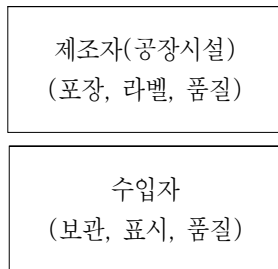 제조자(공장시설)
(포장, 라벨, 품질)
수입자
(보관, 표시, 품질)